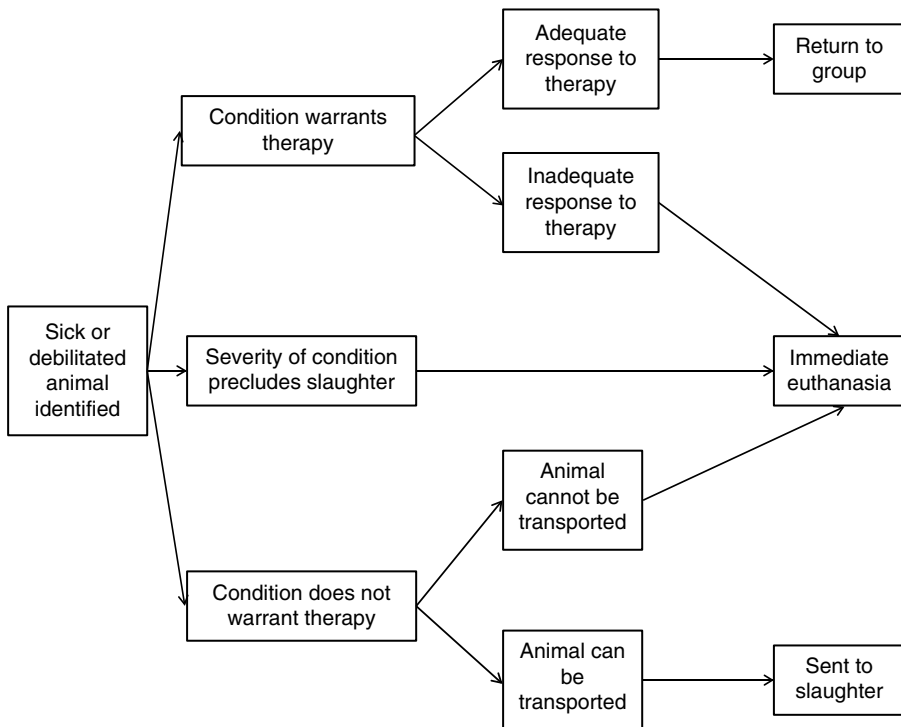 Adequate
response to
therapy
Return to
group
Condition warrants
therapy
Inadequate
response to
therapy
Sick or
debilitated
animal
identified
Severity of condition
precludes slaughter
Immediate
euthanasia
Animal
cannot be
transported
Condition does not
warrant therapy
Animal can
be
transported
Sent to
slaughter